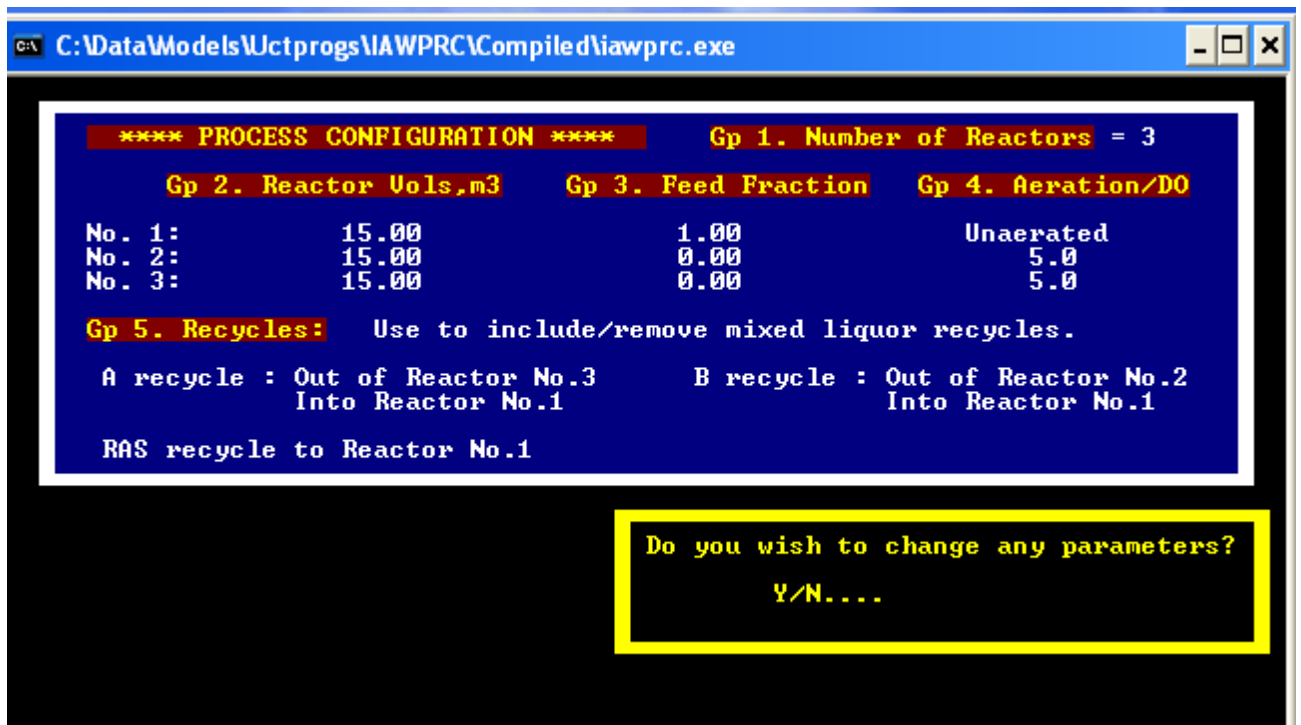 C:\Data\Models\Uctprogs\IAWPRC\Compiled\iawprc.exe
**** PROCESS CONFIGURATION **** Gp 1. Number of Reactors = 3
Gp 2. Reactor Vols,m3 Gp 3. Feed Fraction Gp 4. Aeration/DO
No. 1: 15.00 1.00 Unaerated
No. 2: 15.00 0.00 5.0
No. 3: 15.00 0.00 5.0
Gp 5. Recycles: Use to include/remove mixed liquor recycles.
A recycle : Out of Reactor No.3 B recycle : Out of Reactor No.2
Into Reactor No.1 Into Reactor No.1
RAS recycle to Reactor No.1
Do you wish to change any parameters?
Y/N....